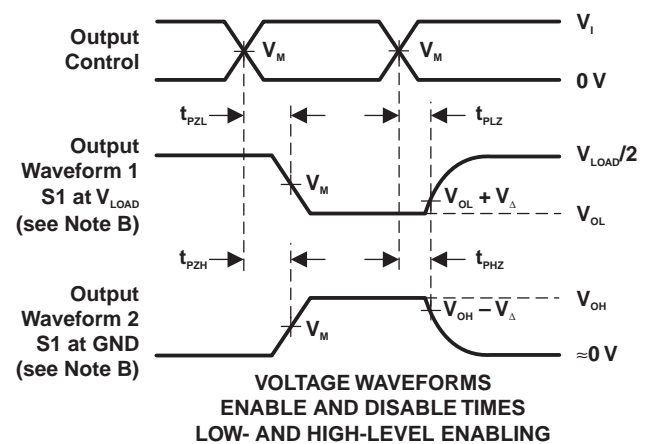 Output
Control
V_M
V_M
V_I
0 V
t_PZL
t_PLZ
Output
Waveform 1
S1 at V_LOAD
(see Note B)
V_M
V_OL + V_Δ
V_LOAD/2
V_OL
t_PZH
t_PHZ
Output
Waveform 2
S1 at GND
(see Note B)
V_M
V_OH – V_Δ
V_OH
≈0 V
VOLTAGE WAVEFORMS
ENABLE AND DISABLE TIMES
LOW- AND HIGH-LEVEL ENABLING